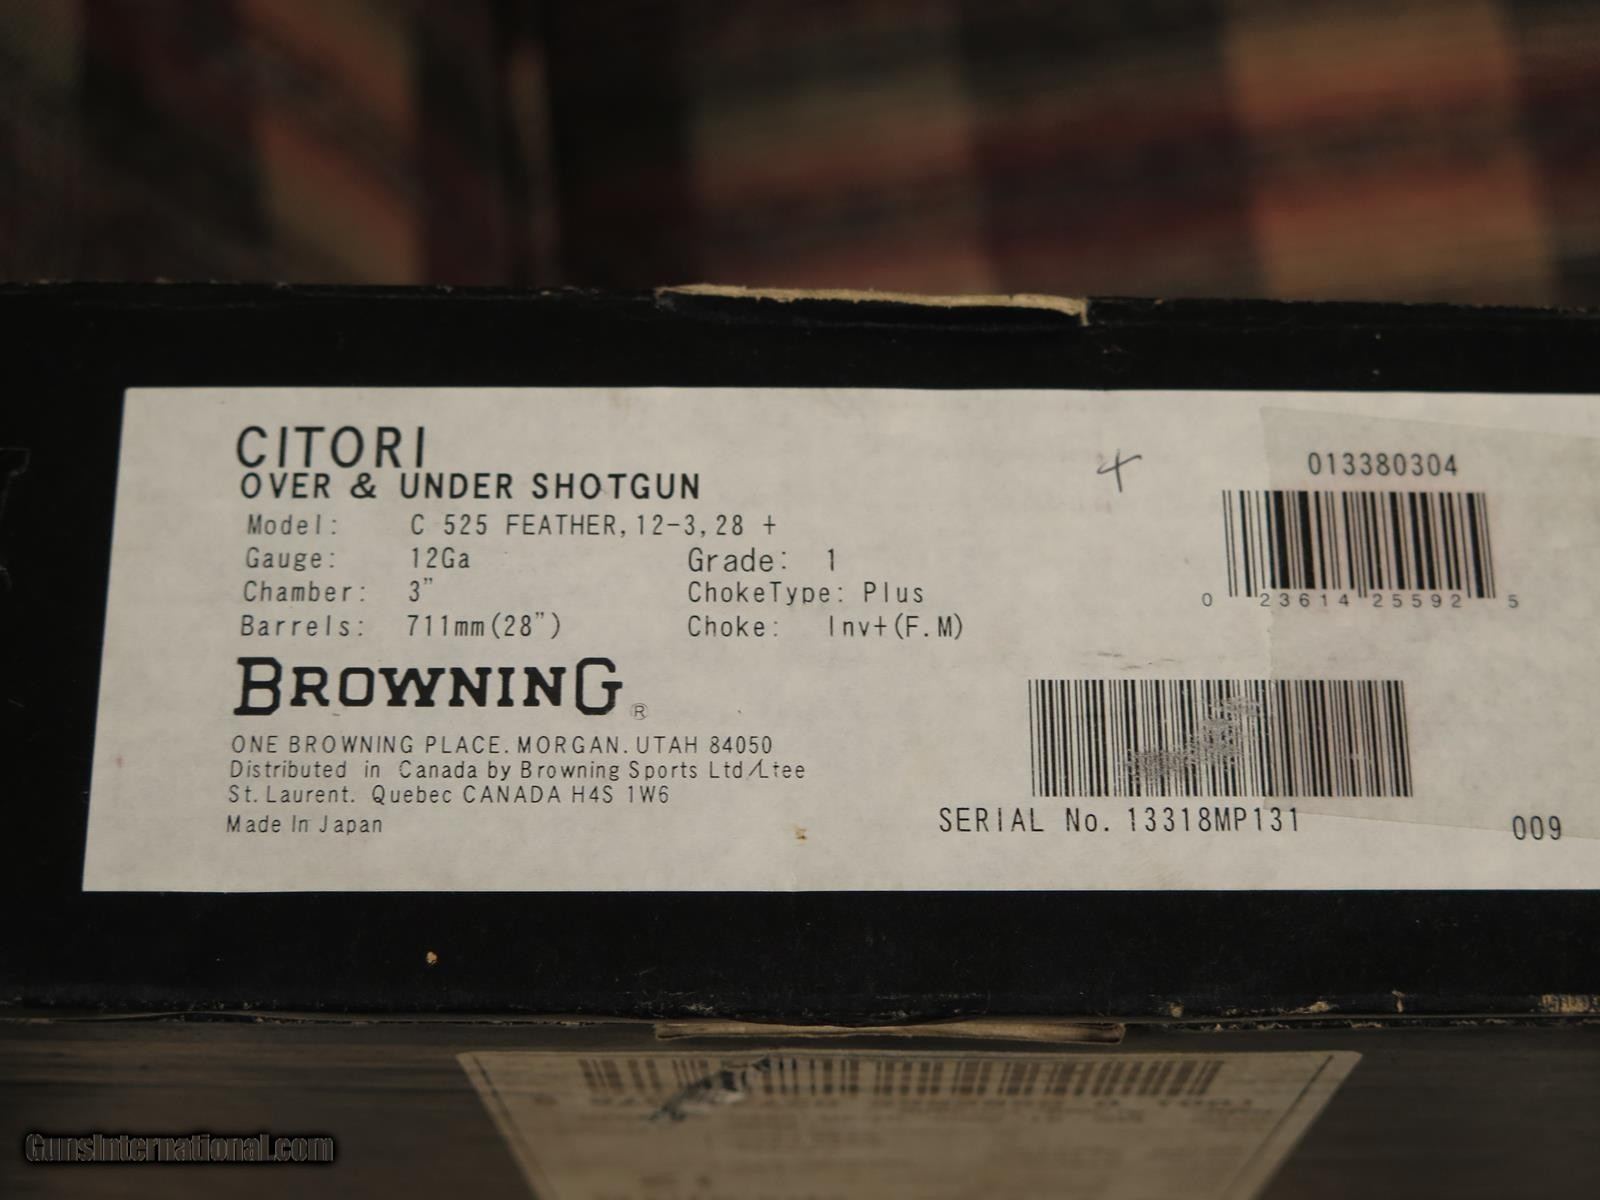 CITORI
OVER & UNDER SHOTGUN
Model: C 525 FEATHER, 12-3, 28 +
Gauge: 12Ga Grade: 1
Chamber: 3" ChokeType: Plus
Barrels: 711mm(28") Choke: Inv+(F.M)
BROWNING®
ONE BROWNING PLACE. MORGAN. UTAH 84050
Distributed in Canada by Browning Sports Ltd/Ltee
St. Laurent. Quebec CANADA H4S 1W6
Made In Japan
4
013380304
0 23614 25592 5
SERIAL No. 13318MP131
009
GunsInternational.com